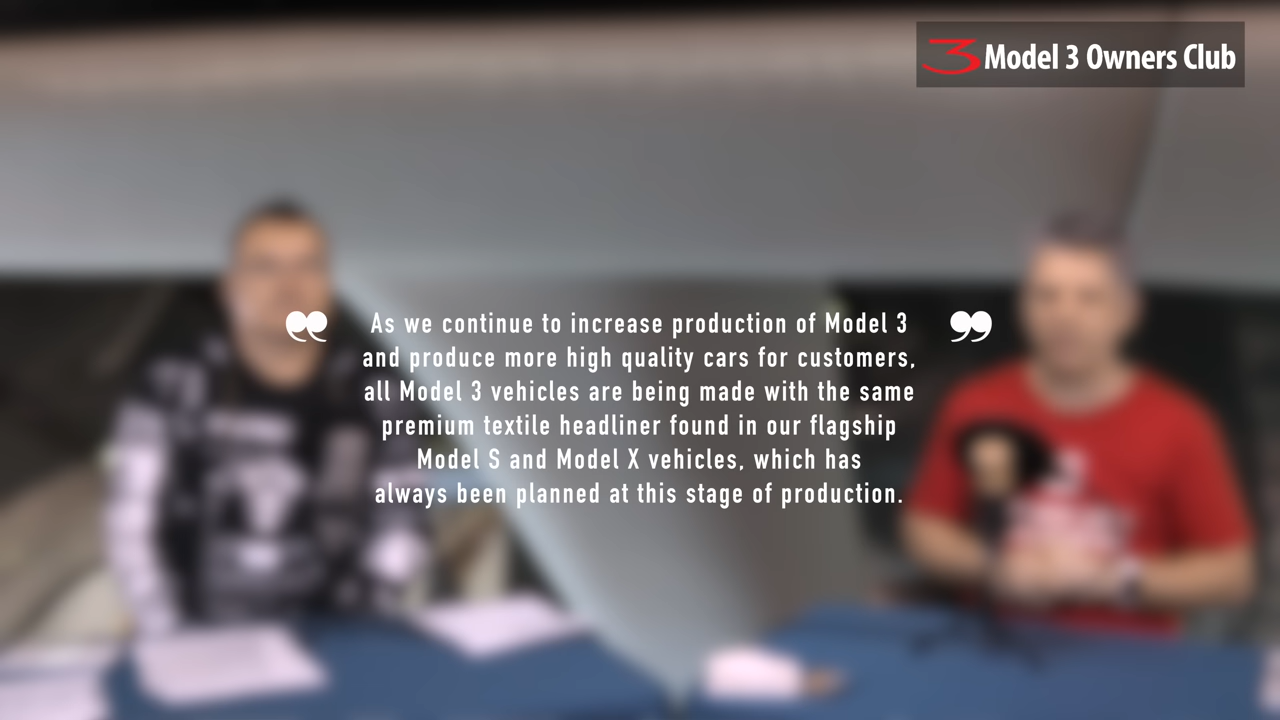 3 Model 3 Owners Club
“ As we continue to increase production of Model 3 ”
and produce more high quality cars for customers,
all Model 3 vehicles are being made with the same
premium textile headliner found in our flagship
Model S and Model X vehicles, which has
always been planned at this stage of production.